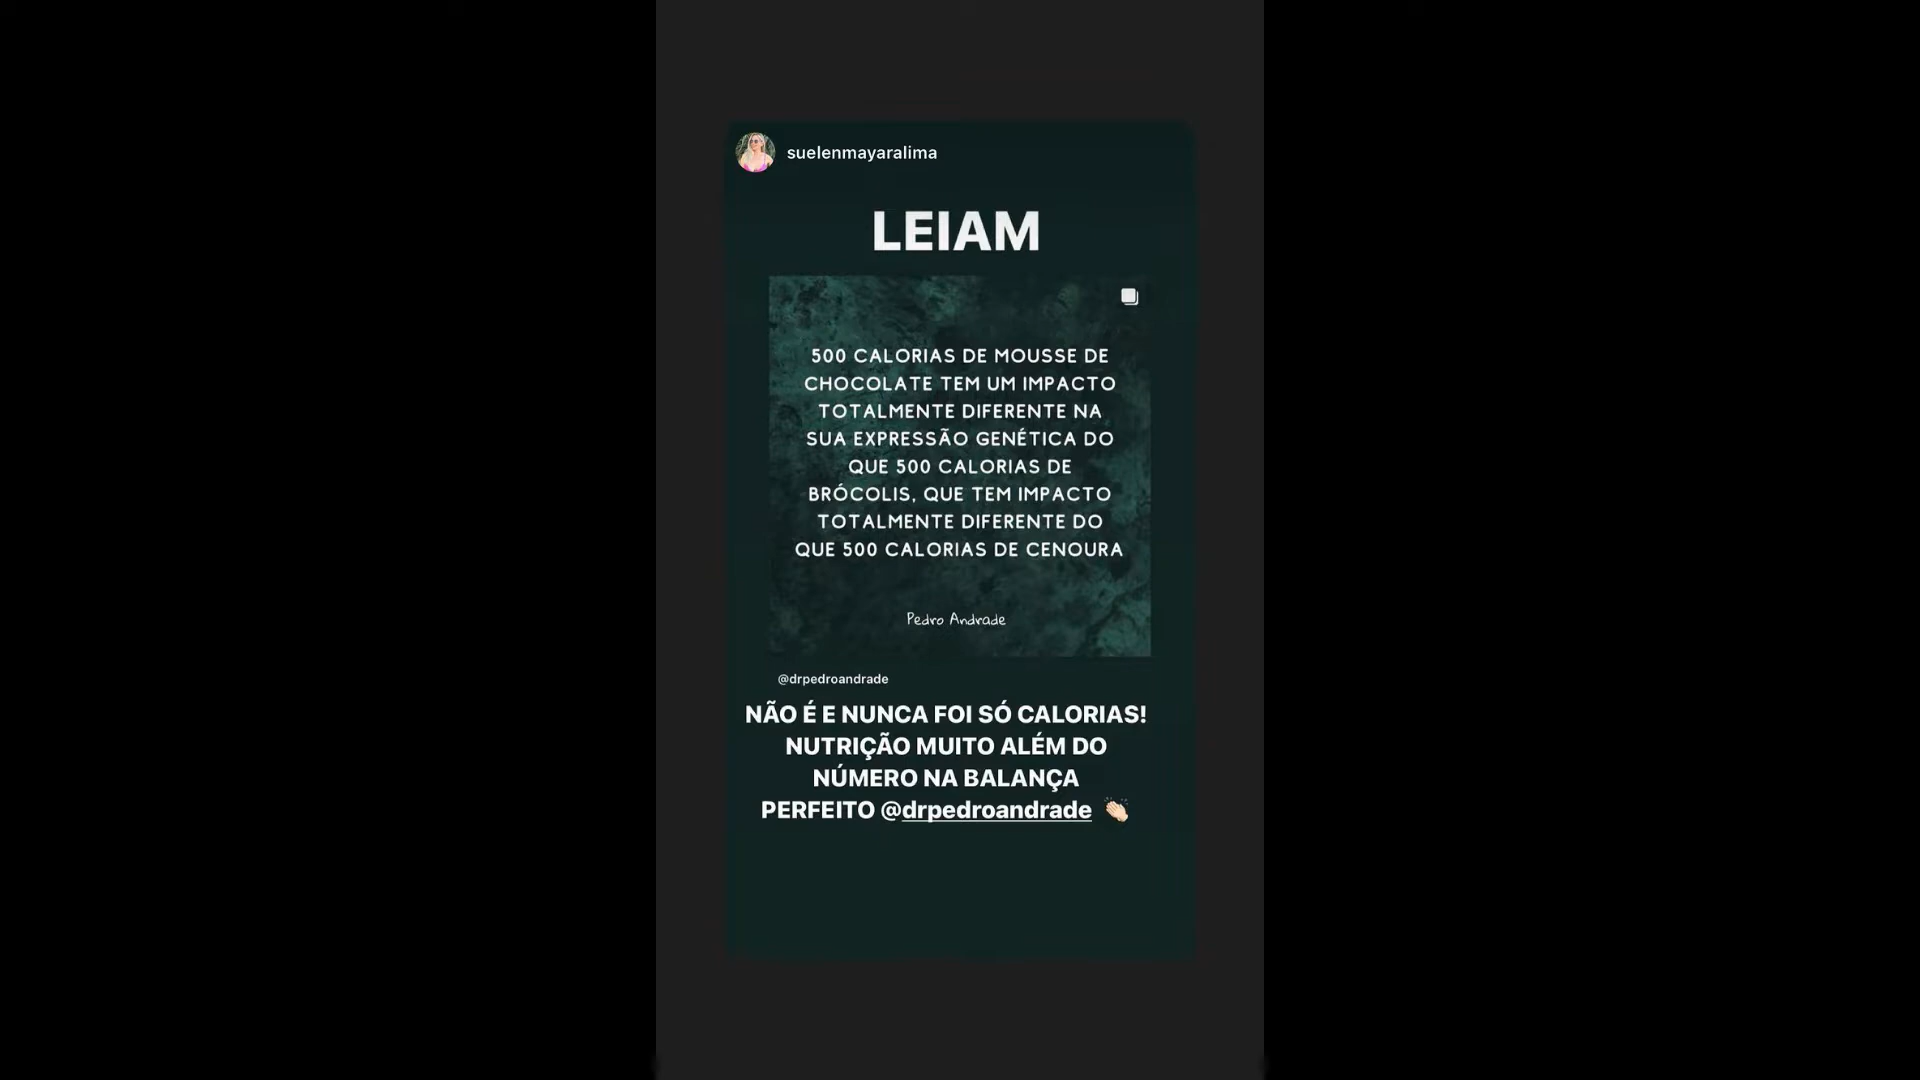 suelenmayaralima
LEIAM
500 CALORIAS DE MOUSSE DE
CHOCOLATE TEM UM IMPACTO
TOTALMENTE DIFERENTE NA
SUA EXPRESSÃO GENÉTICA DO
QUE 500 CALORIAS DE
BRÓCOLIS, QUE TEM IMPACTO
TOTALMENTE DIFERENTE DO
QUE 500 CALORIAS DE CENOURA
Pedro Andrade
@drpedroandrade
NÃO É E NUNCA FOI SÓ CALORIAS!
NUTRIÇÃO MUITO ALÉM DO
NÚMERO NA BALANÇA
PERFEITO @drpedroandrade 👏🏻